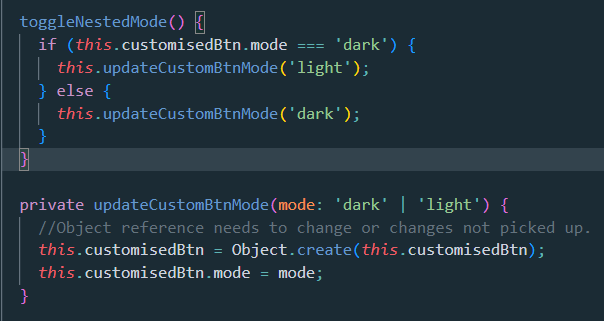 toggleNestedMode() {
if (this.customisedBtn.mode === 'dark') {
this.updateCustomBtnMode('light');
} else {
this.updateCustomBtnMode('dark');
}
}
private updateCustomBtnMode(mode: 'dark' | 'light') {
//Object reference needs to change or changes not picked up.
this.customisedBtn = Object.create(this.customisedBtn);
this.customisedBtn.mode = mode;
}